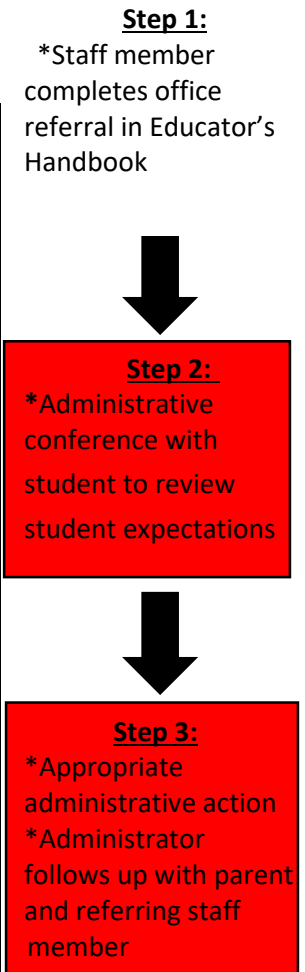 Step 1:
*Staff member
completes office
referral in Educator’s
Handbook
Step 2:
*Administrative
conference with
student to review
student expectations
Step 3:
*Appropriate
administrative action
*Administrator
follows up with parent
and referring staff
member